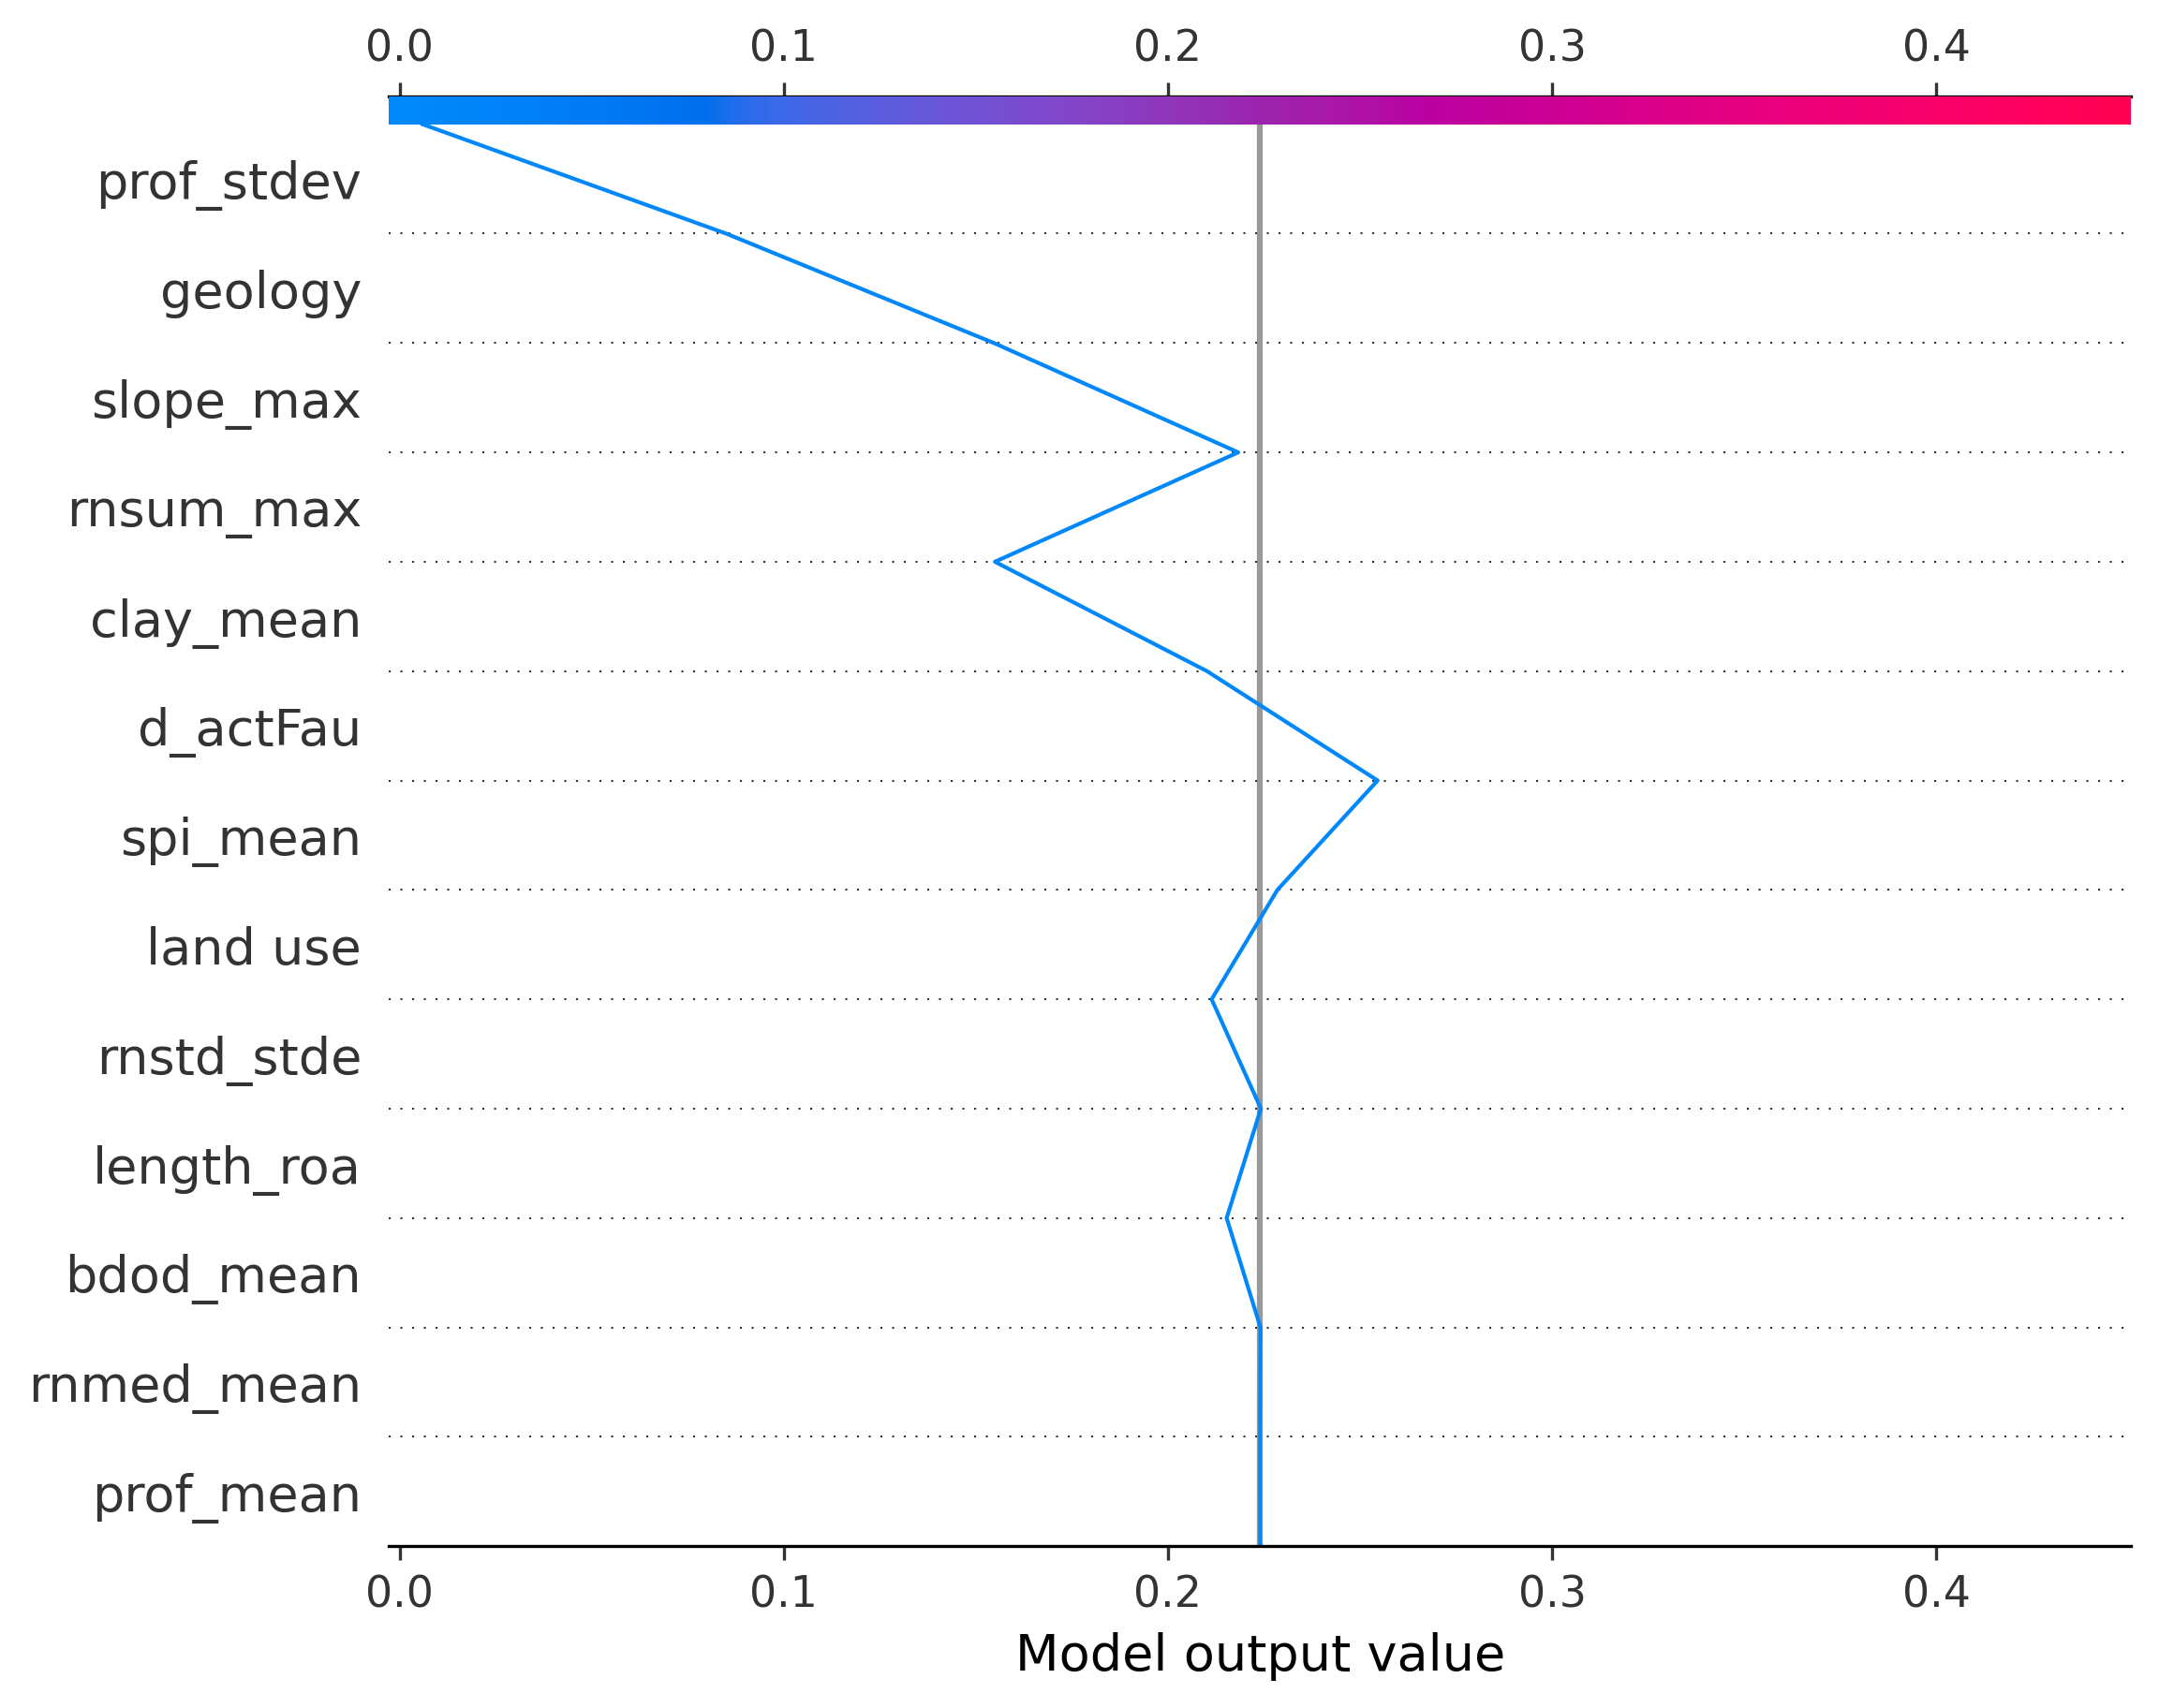 0.0 0.1 0.2 0.3 0.4
prof_stdev
geology
slope_max
rnsum_max
clay_mean
d_actFau
spi_mean
land use
rnstd_stde
length_roa
bdod_mean
rnmed_mean
prof_mean
0.0 0.1 0.2 0.3 0.4
Model output value